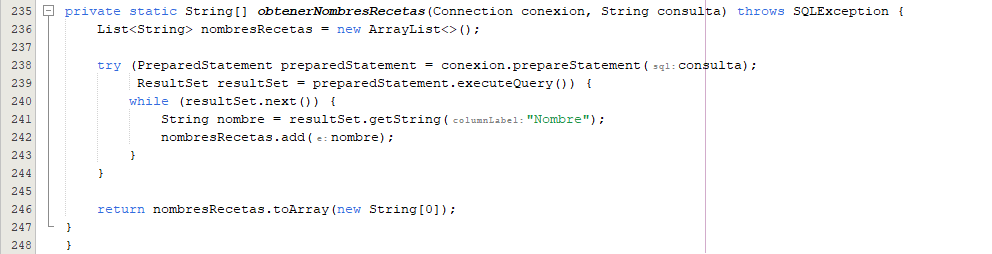 235 private static String[] obtenerNombresRecetas(Connection conexion, String consulta) throws SQLException {
236 List<String> nombresRecetas = new ArrayList<>();
237
238 try (PreparedStatement preparedStatement = conexion.prepareStatement( sql: consulta);
239 ResultSet resultSet = preparedStatement.executeQuery()) {
240 while (resultSet.next()) {
241 String nombre = resultSet.getString( columnLabel: "Nombre");
242 nombresRecetas.add( e: nombre);
243 }
244 }
245
246 return nombresRecetas.toArray(new String[0]);
247 }
248 }